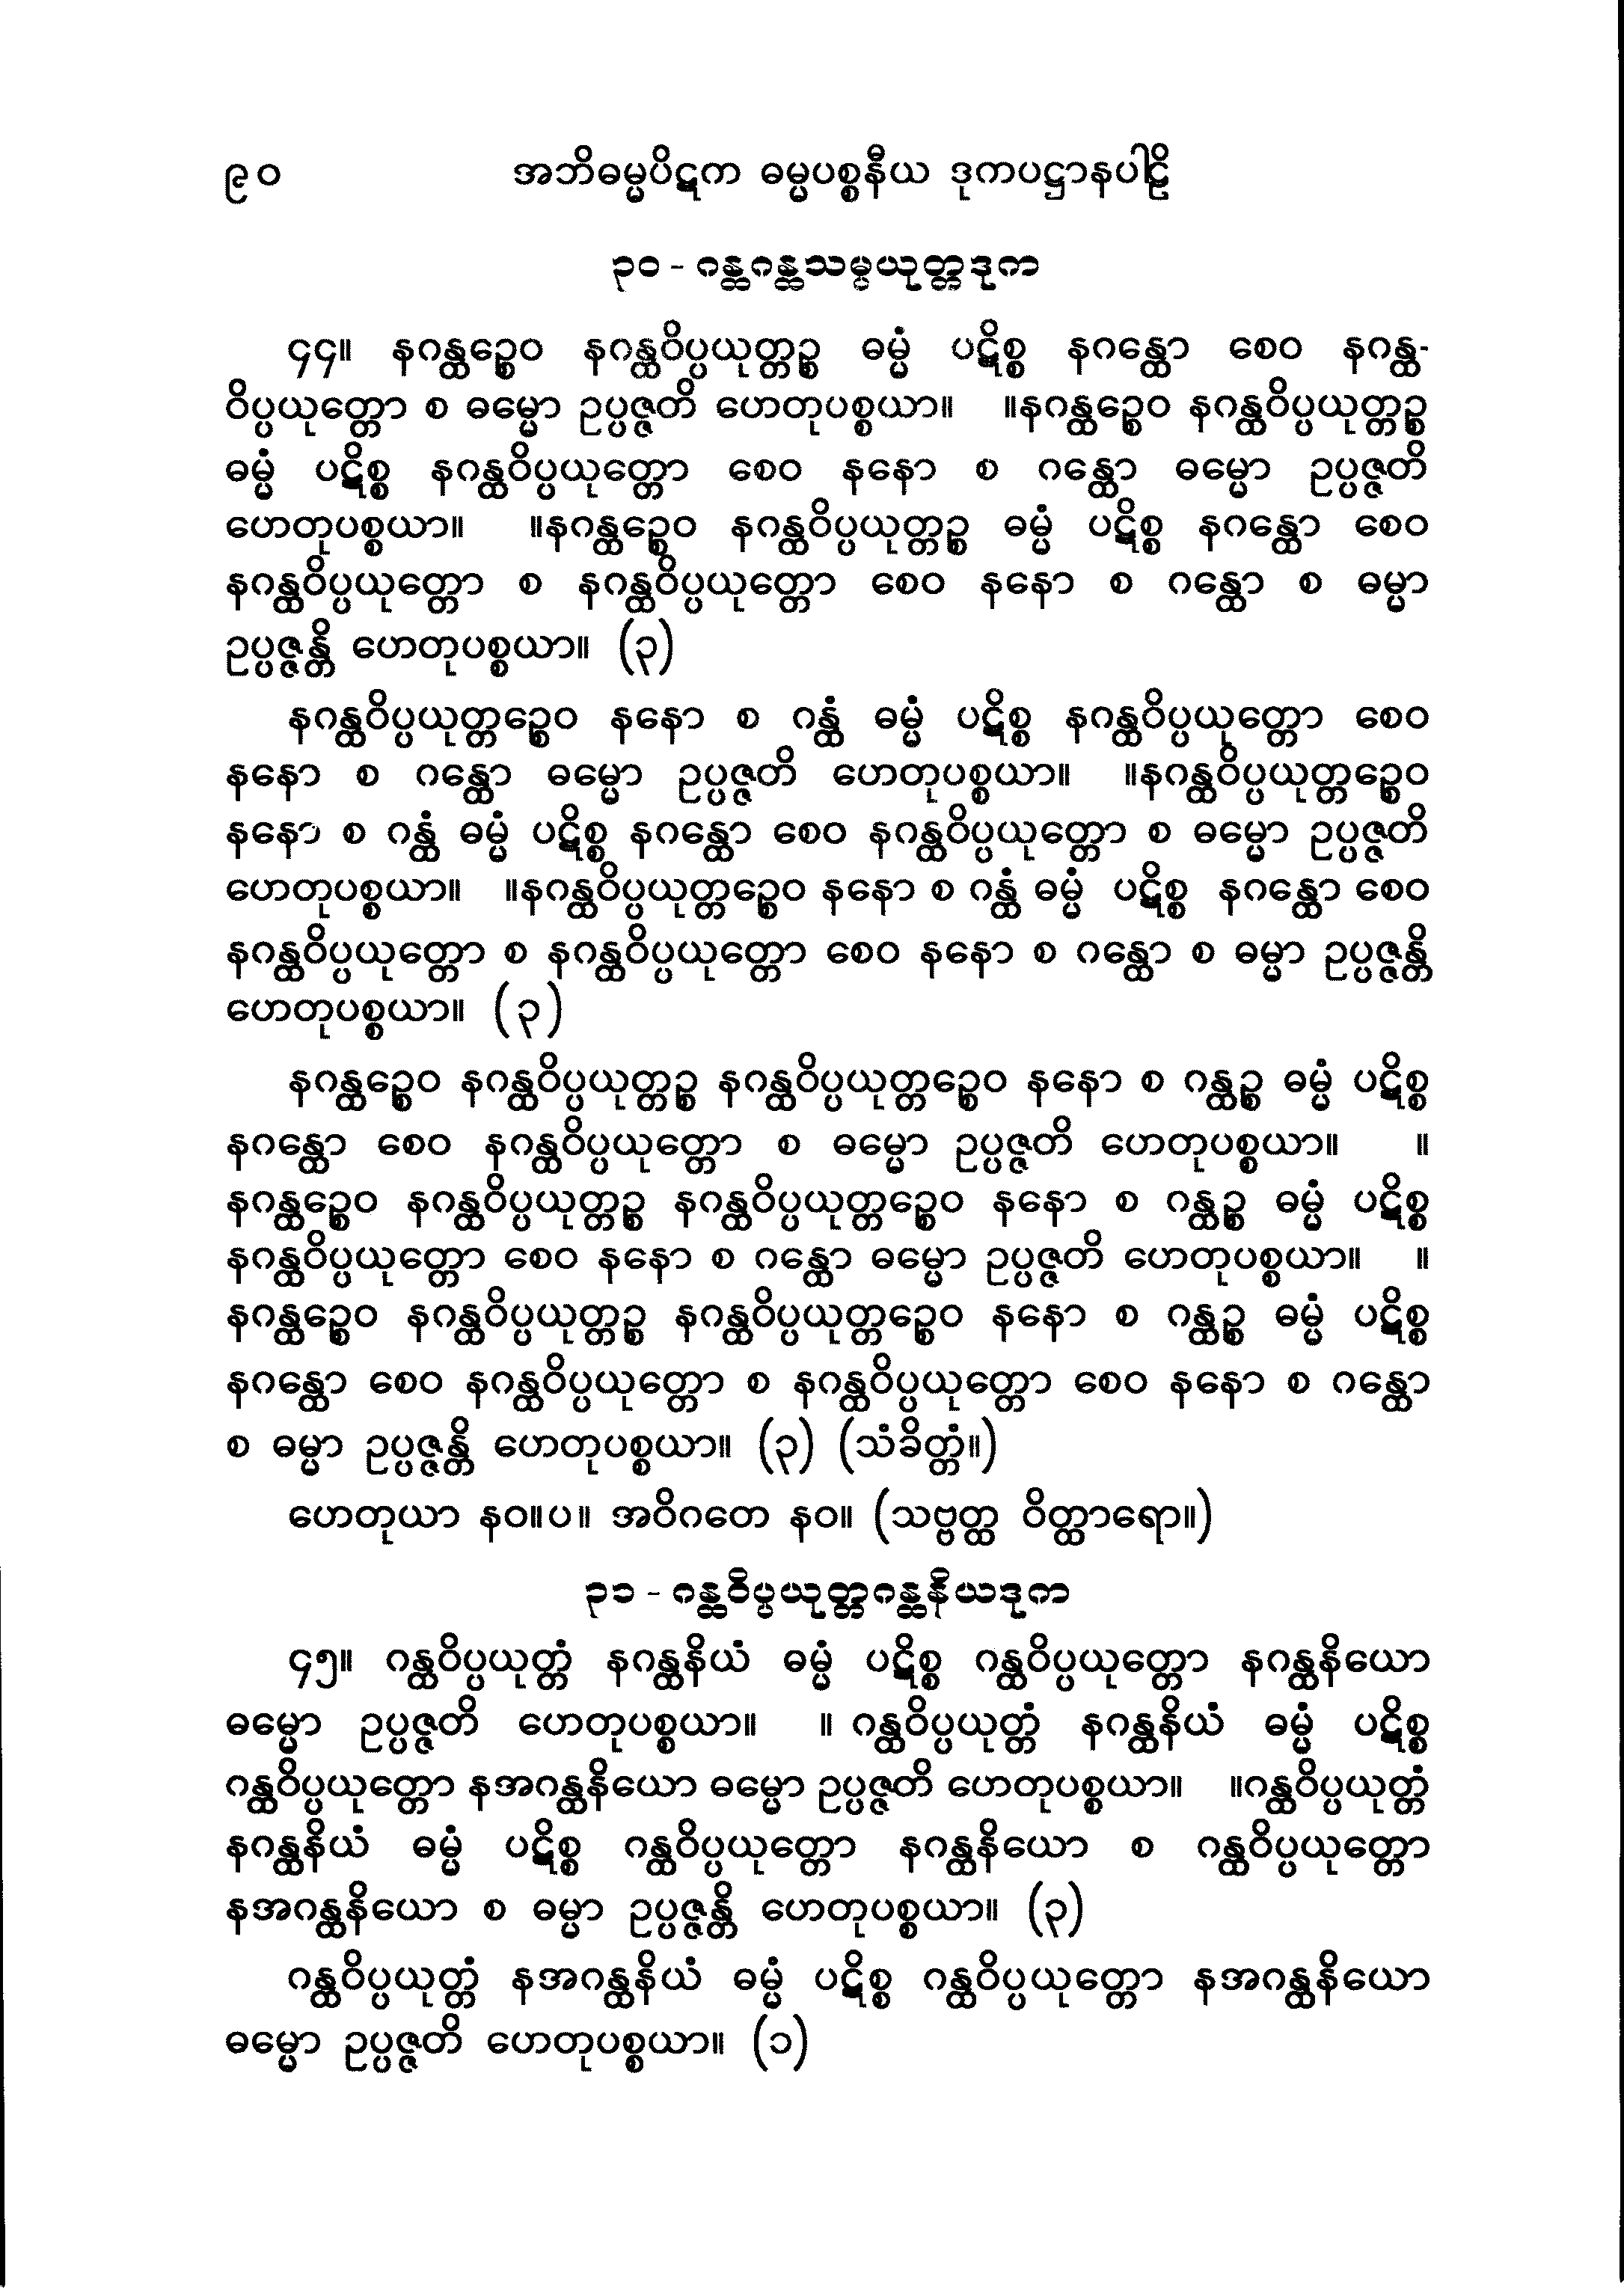 ၉၀ အဘိဓမ္မပိဋက ဓမ္မပစ္စနီယ ဒုကပဋ္ဌာနပါဠိ
၃၀ - ဂန္ထဂန္ထသမ္ပယုတ္တဒုက
၄၄။ နဂန္ထဉ္စေဝ နဂန္ထဝိပ္ပယုတ္တဉ္စ ဓမ္မံ ပဋိစ္စ နဂန္ထော စေဝ နဂန္ထ-
ဝိပ္ပယုတ္တော စ ဓမ္မော ဥပ္ပဇ္ဇတိ ဟေတုပစ္စယာ။ ။နဂန္ထဉ္စေဝ နဂန္ထဝိပ္ပယုတ္တဉ္စ
ဓမ္မံ ပဋိစ္စ နဂန္ထဝိပ္ပယုတ္တော စေဝ နနော စ ဂန္ထော ဓမ္မော ဥပ္ပဇ္ဇတိ
ဟေတုပစ္စယာ။ ။နဂန္ထဉ္စေဝ နဂန္ထဝိပ္ပယုတ္တဉ္စ ဓမ္မံ ပဋိစ္စ နဂန္ထော စေဝ
နဂန္ထဝိပ္ပယုတ္တော စ နဂန္ထဝိပ္ပယုတ္တော စေဝ နနော စ ဂန္ထော စ ဓမ္မာ
ဥပ္ပဇ္ဇန္တိ ဟေတုပစ္စယာ။ (၃)
နဂန္ထဝိပ္ပယုတ္တဉ္စေဝ နနော စ ဂန္ထံ ဓမ္မံ ပဋိစ္စ နဂန္ထဝိပ္ပယုတ္တော စေဝ
နနော စ ဂန္ထော ဓမ္မော ဥပ္ပဇ္ဇတိ ဟေတုပစ္စယာ။ ။နဂန္ထဝိပ္ပယုတ္တဉ္စေဝ
နနော စ ဂန္ထံ ဓမ္မံ ပဋိစ္စ နဂန္ထော စေဝ နဂန္ထဝိပ္ပယုတ္တော စ ဓမ္မော ဥပ္ပဇ္ဇတိ
ဟေတုပစ္စယာ။ ။နဂန္ထဝိပ္ပယုတ္တဉ္စေဝ နနော စ ဂန္ထံ ဓမ္မံ ပဋိစ္စ နဂန္ထော စေဝ
နဂန္ထဝိပ္ပယုတ္တော စ နဂန္ထဝိပ္ပယုတ္တော စေဝ နနော စ ဂန္ထော စ ဓမ္မာ ဥပ္ပဇ္ဇန္တိ
ဟေတုပစ္စယာ။ (၃)
နဂန္ထဉ္စေဝ နဂန္ထဝိပ္ပယုတ္တဉ္စ နဂန္ထဝိပ္ပယုတ္တဉ္စေဝ နနော စ ဂန္ထဉ္စ ဓမ္မံ ပဋိစ္စ
နဂန္ထော စေဝ နဂန္ထဝိပ္ပယုတ္တော စ ဓမ္မော ဥပ္ပဇ္ဇတိ ဟေတုပစ္စယာ။ ။
နဂန္ထဉ္စေဝ နဂန္ထဝိပ္ပယုတ္တဉ္စ နဂန္ထဝိပ္ပယုတ္တဉ္စေဝ နနော စ ဂန္ထဉ္စ ဓမ္မံ ပဋိစ္စ
နဂန္ထဝိပ္ပယုတ္တော စေဝ နနော စ ဂန္ထော ဓမ္မော ဥပ္ပဇ္ဇတိ ဟေတုပစ္စယာ။ ။
နဂန္ထဉ္စေဝ နဂန္ထဝိပ္ပယုတ္တဉ္စ နဂန္ထဝိပ္ပယုတ္တဉ္စေဝ နနော စ ဂန္ထဉ္စ ဓမ္မံ ပဋိစ္စ
နဂန္ထော စေဝ နဂန္ထဝိပ္ပယုတ္တော စ နဂန္ထဝိပ္ပယုတ္တော စေဝ နနော စ ဂန္ထော
စ ဓမ္မာ ဥပ္ပဇ္ဇန္တိ ဟေတုပစ္စယာ။ (၃) (သံခိတ္တံ။)
ဟေတုယာ နဝ။ပ။ အဝိဂတေ နဝ။ (သဗ္ဗတ္ထ ဝိတ္ထာရော။)
၃၁ - ဂန္ထဝိပ္ပယုတ္တဂန္ထနိယဒုက
၄၅။ ဂန္ထဝိပ္ပယုတ္တံ နဂန္ထနိယံ ဓမ္မံ ပဋိစ္စ ဂန္ထဝိပ္ပယုတ္တော နဂန္ထနိယော
ဓမ္မော ဥပ္ပဇ္ဇတိ ဟေတုပစ္စယာ။ ။ ဂန္ထဝိပ္ပယုတ္တံ နဂန္ထနိယံ ဓမ္မံ ပဋိစ္စ
ဂန္ထဝိပ္ပယုတ္တော နအဂန္ထနိယော ဓမ္မော ဥပ္ပဇ္ဇတိ ဟေတုပစ္စယာ။ ။ဂန္ထဝိပ္ပယုတ္တံ
နဂန္ထနိယံ ဓမ္မံ ပဋိစ္စ ဂန္ထဝိပ္ပယုတ္တော နဂန္ထနိယော စ ဂန္ထဝိပ္ပယုတ္တော
နအဂန္ထနိယော စ ဓမ္မာ ဥပ္ပဇ္ဇန္တိ ဟေတုပစ္စယာ။ (၃)
ဂန္ထဝိပ္ပယုတ္တံ နအဂန္ထနိယံ ဓမ္မံ ပဋိစ္စ ဂန္ထဝိပ္ပယုတ္တော နအဂန္ထနိယော
ဓမ္မော ဥပ္ပဇ္ဇတိ ဟေတုပစ္စယာ။ (၁)